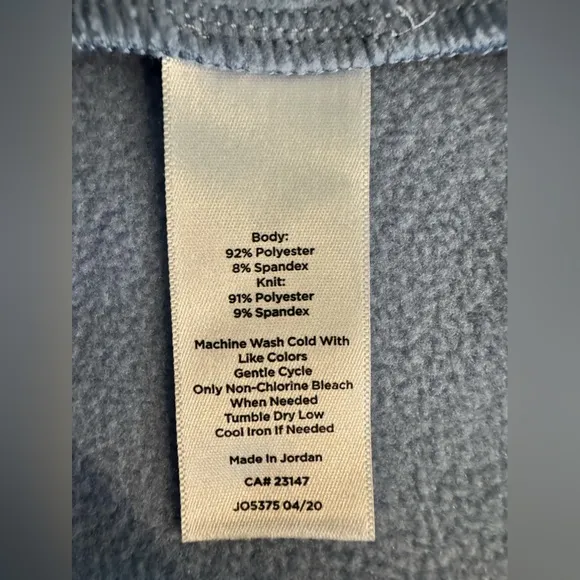 Body:
92% Polyester
8% Spandex
Knit:
91% Polyester
9% Spandex
Machine Wash Cold With
Like Colors
Gentle Cycle
Only Non-Chlorine Bleach
When Needed
Tumble Dry Low
Cool Iron If Needed
Made In Jordan
CA# 23147
JO5375 04/20